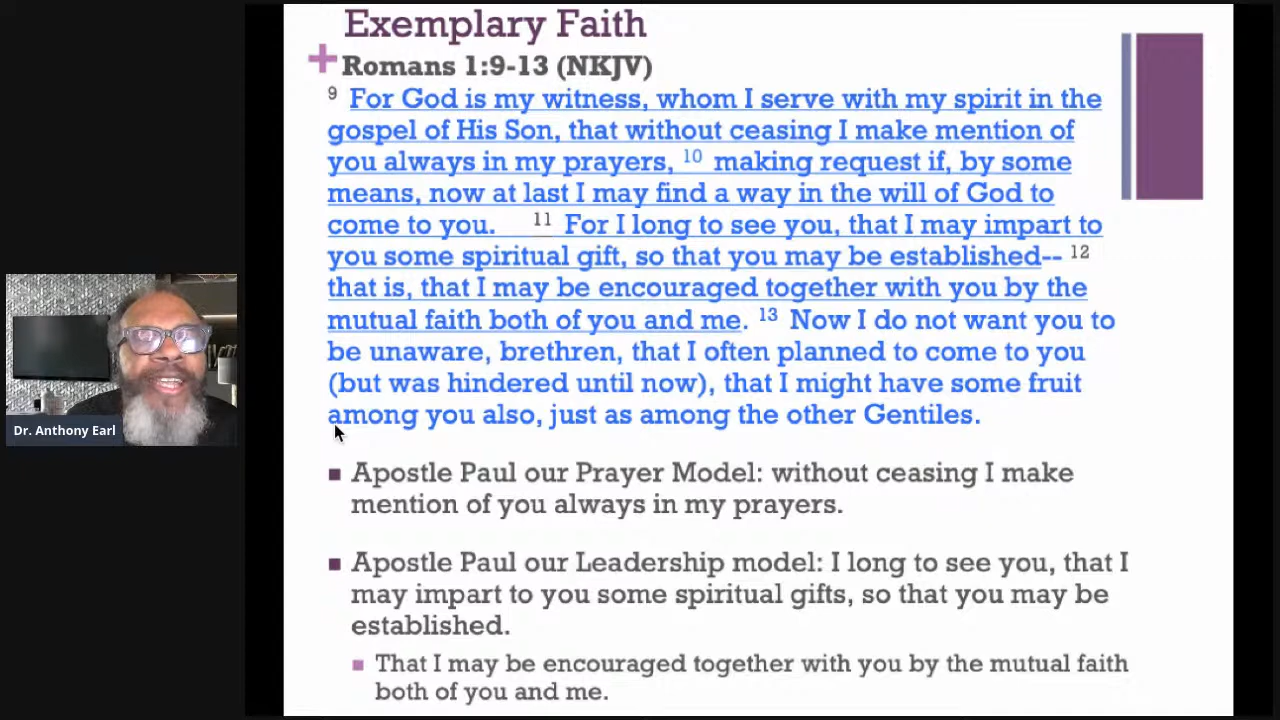 Exemplary Faith
+ Romans 1:9-13 (NKJV)
9 For God is my witness, whom I serve with my spirit in the
gospel of His Son, that without ceasing I make mention of
you always in my prayers, 10 making request if, by some
means, now at last I may find a way in the will of God to
come to you. 11 For I long to see you, that I may impart to
you some spiritual gift, so that you may be established-- 12
that is, that I may be encouraged together with you by the
mutual faith both of you and me. 13 Now I do not want you to
be unaware, brethren, that I often planned to come to you
(but was hindered until now), that I might have some fruit
among you also, just as among the other Gentiles.
Dr. Anthony Earl
Apostle Paul our Prayer Model: without ceasing I make
mention of you always in my prayers.
Apostle Paul our Leadership model: I long to see you, that I
may impart to you some spiritual gifts, so that you may be
established.
That I may be encouraged together with you by the mutual faith
both of you and me.